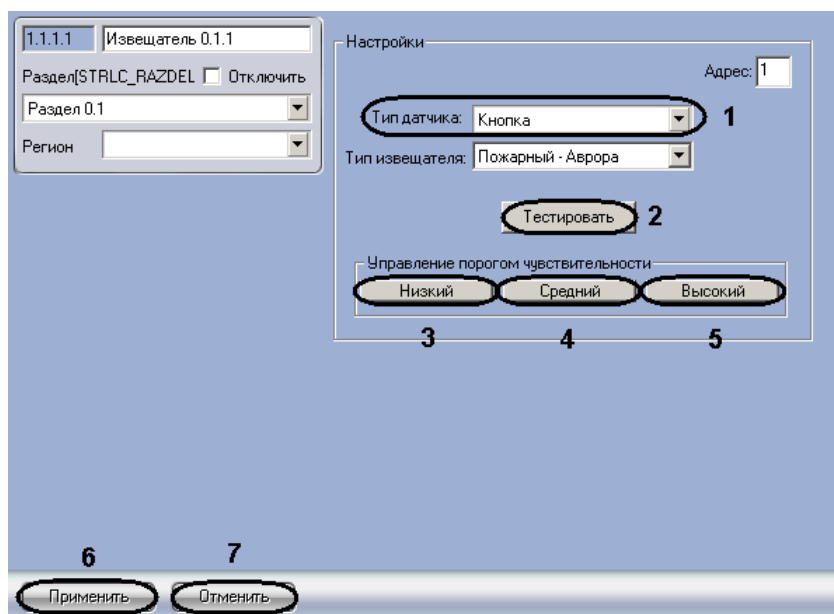 1.1.1.1 Извещатель 0.1.1
Раздел[STRLC_RAZDEL Отключить
Раздел 0.1
Регион
Настройки
Адрес: 1
Тип датчика: Кнопка 1
Тип извещателя: Пожарный - Аврора
Тестировать 2
Управление порогом чувствительности
Низкий Средний Высокий
3 4 5
6 7
Применить Отменить